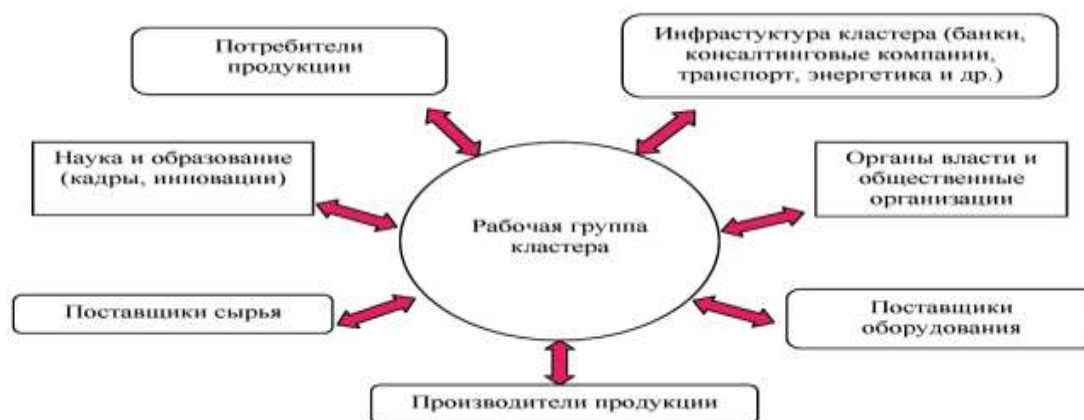 Потребители
продукции
Инфрастуктура кластера (банки,
консалтинговые компании,
транспорт, энергетика и др.)
Наука и образование
(кадры, инновации)
Органы власти и
общественные
организации
Рабочая группа
кластера
Поставщики сырья
Поставщики
оборудования
Производители продукции